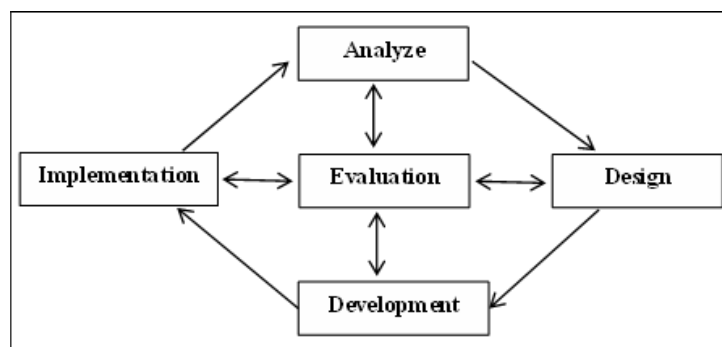 Analyze
Implementation
Evaluation
Design
Development